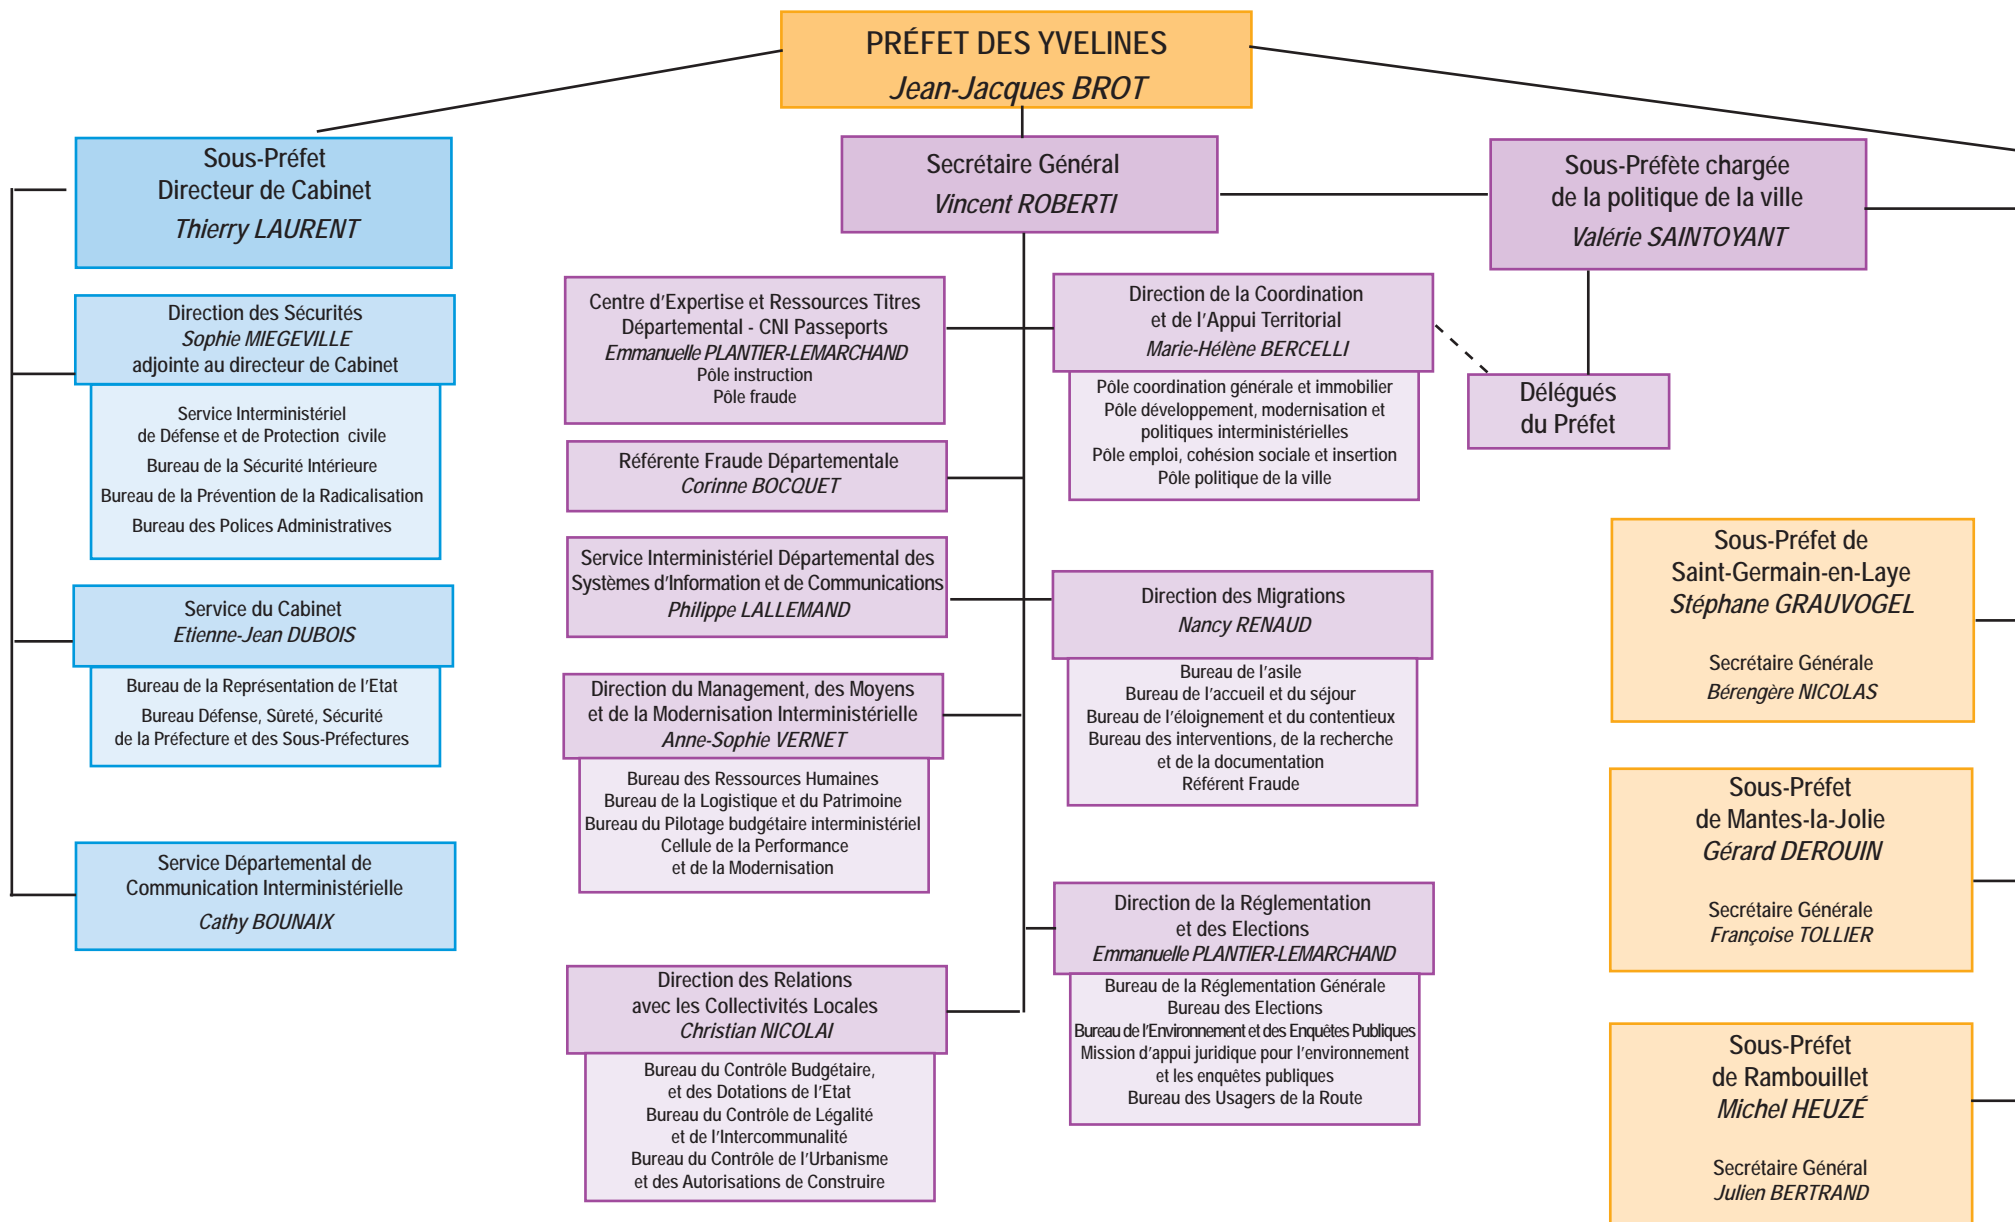 PRÉFET DES YVELINES
Jean-Jacques BROT
Sous-Préfet
Directeur de Cabinet
Thierry LAURENT
Secrétaire Général
Vincent ROBERTI
Sous-Préfète chargée
de la politique de la ville
Valérie SAINTOYANT
Direction des Sécurités
Sophie MIEGEVILLE
adjointe au directeur de Cabinet
Service Interministériel
de Défense et de Protection civile
Bureau de la Sécurité Intérieure
Bureau de la Prévention de la Radicalisation
Bureau des Polices Administratives
Service du Cabinet
Etienne-Jean DUBOIS
Bureau de la Représentation de l'Etat
Bureau Défense, Sûreté, Sécurité
de la Préfecture et des Sous-Préfectures
Service Départemental de
Communication Interministérielle
Cathy BOUNAIX
Centre d'Expertise et Ressources Titres
Départemental - CNI Passeports
Emmanuelle PLANTIER-LEMARCHAND
Pôle instruction
Pôle fraude
Référente Fraude Départementale
Corinne BOCQUET
Service Interministériel Départemental des
Systèmes d'Information et de Communications
Philippe LALLEMAND
Direction du Management, des Moyens
et de la Modernisation Interministérielle
Anne-Sophie VERNET
Bureau des Ressources Humaines
Bureau de la Logistique et du Patrimoine
Bureau du Pilotage budgétaire interministériel
Cellule de la Performance
et de la Modernisation
Direction des Relations
avec les Collectivités Locales
Christian NICOLAI
Bureau du Contrôle Budgétaire,
et des Dotations de l'Etat
Bureau du Contrôle de Légalité
et de l'Intercommunalité
Bureau du Contrôle de l'Urbanisme
et des Autorisations de Construire
Direction de la Coordination
et de l'Appui Territorial
Marie-Hélène BERCELLI
Pôle coordination générale et immobilier
Pôle développement, modernisation et
politiques interministérielles
Pôle emploi, cohésion sociale et insertion
Pôle politique de la ville
Délégués
du Préfet
Direction des Migrations
Nancy RENAUD
Bureau de l'asile
Bureau de l'accueil et du séjour
Bureau de l'éloignement et du contentieux
Bureau des interventions, de la recherche
et de la documentation
Référent Fraude
Direction de la Réglementation
et des Elections
Emmanuelle PLANTIER-LEMARCHAND
Bureau de la Réglementation Générale
Bureau des Elections
Bureau de l'Environnement et des Enquêtes Publiques
Mission d'appui juridique pour l'environnement
et les enquêtes publiques
Bureau des Usagers de la Route
Sous-Préfet de
Saint-Germain-en-Laye
Stéphane GRAUVOGEL
Secrétaire Générale
Bérengère NICOLAS
Sous-Préfet
de Mantes-la-Jolie
Gérard DEROUIN
Secrétaire Générale
Françoise TOLLIER
Sous-Préfet
de Rambouillet
Michel HEUZÉ
Secrétaire Général
Julien BERTRAND